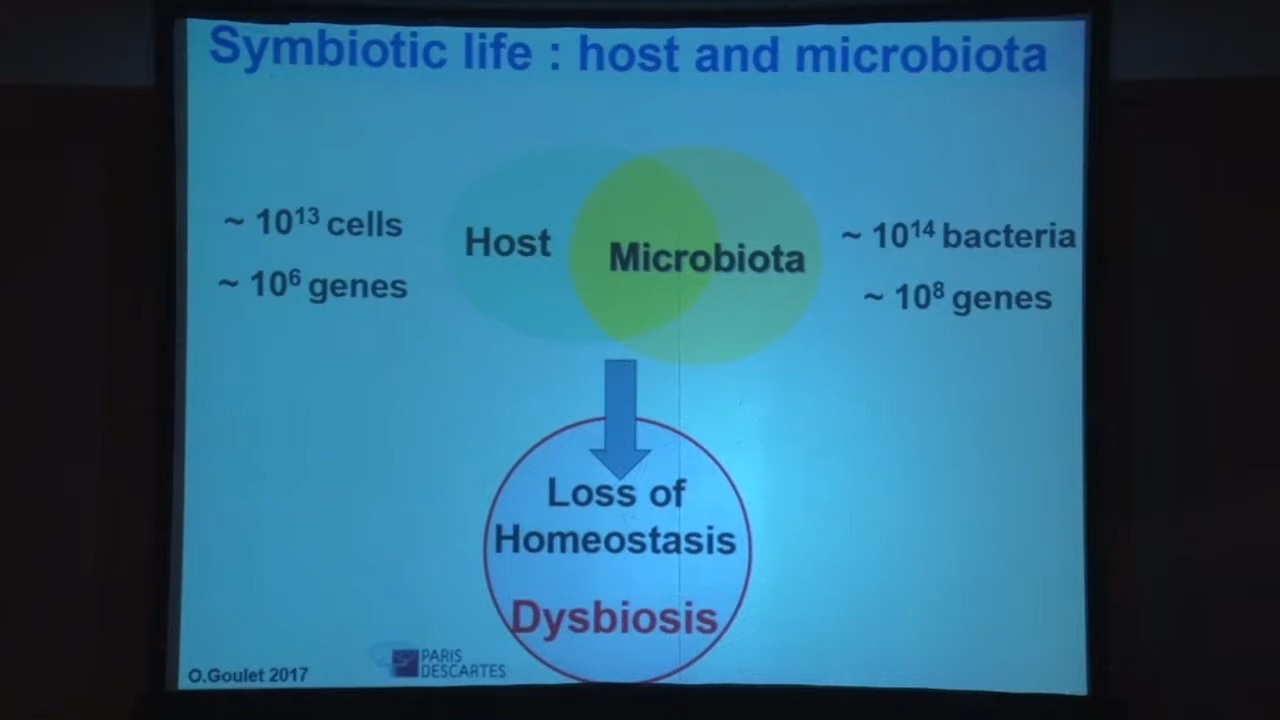 Symbiotic life : host and microbiota
~ 10¹³ cells
~ 10⁶ genes
Host
Microbiota
~ 10¹⁴ bacteria
~ 10⁸ genes
Loss of
Homeostasis
Dysbiosis
O.Goulet 2017
PARIS
DESCARTES